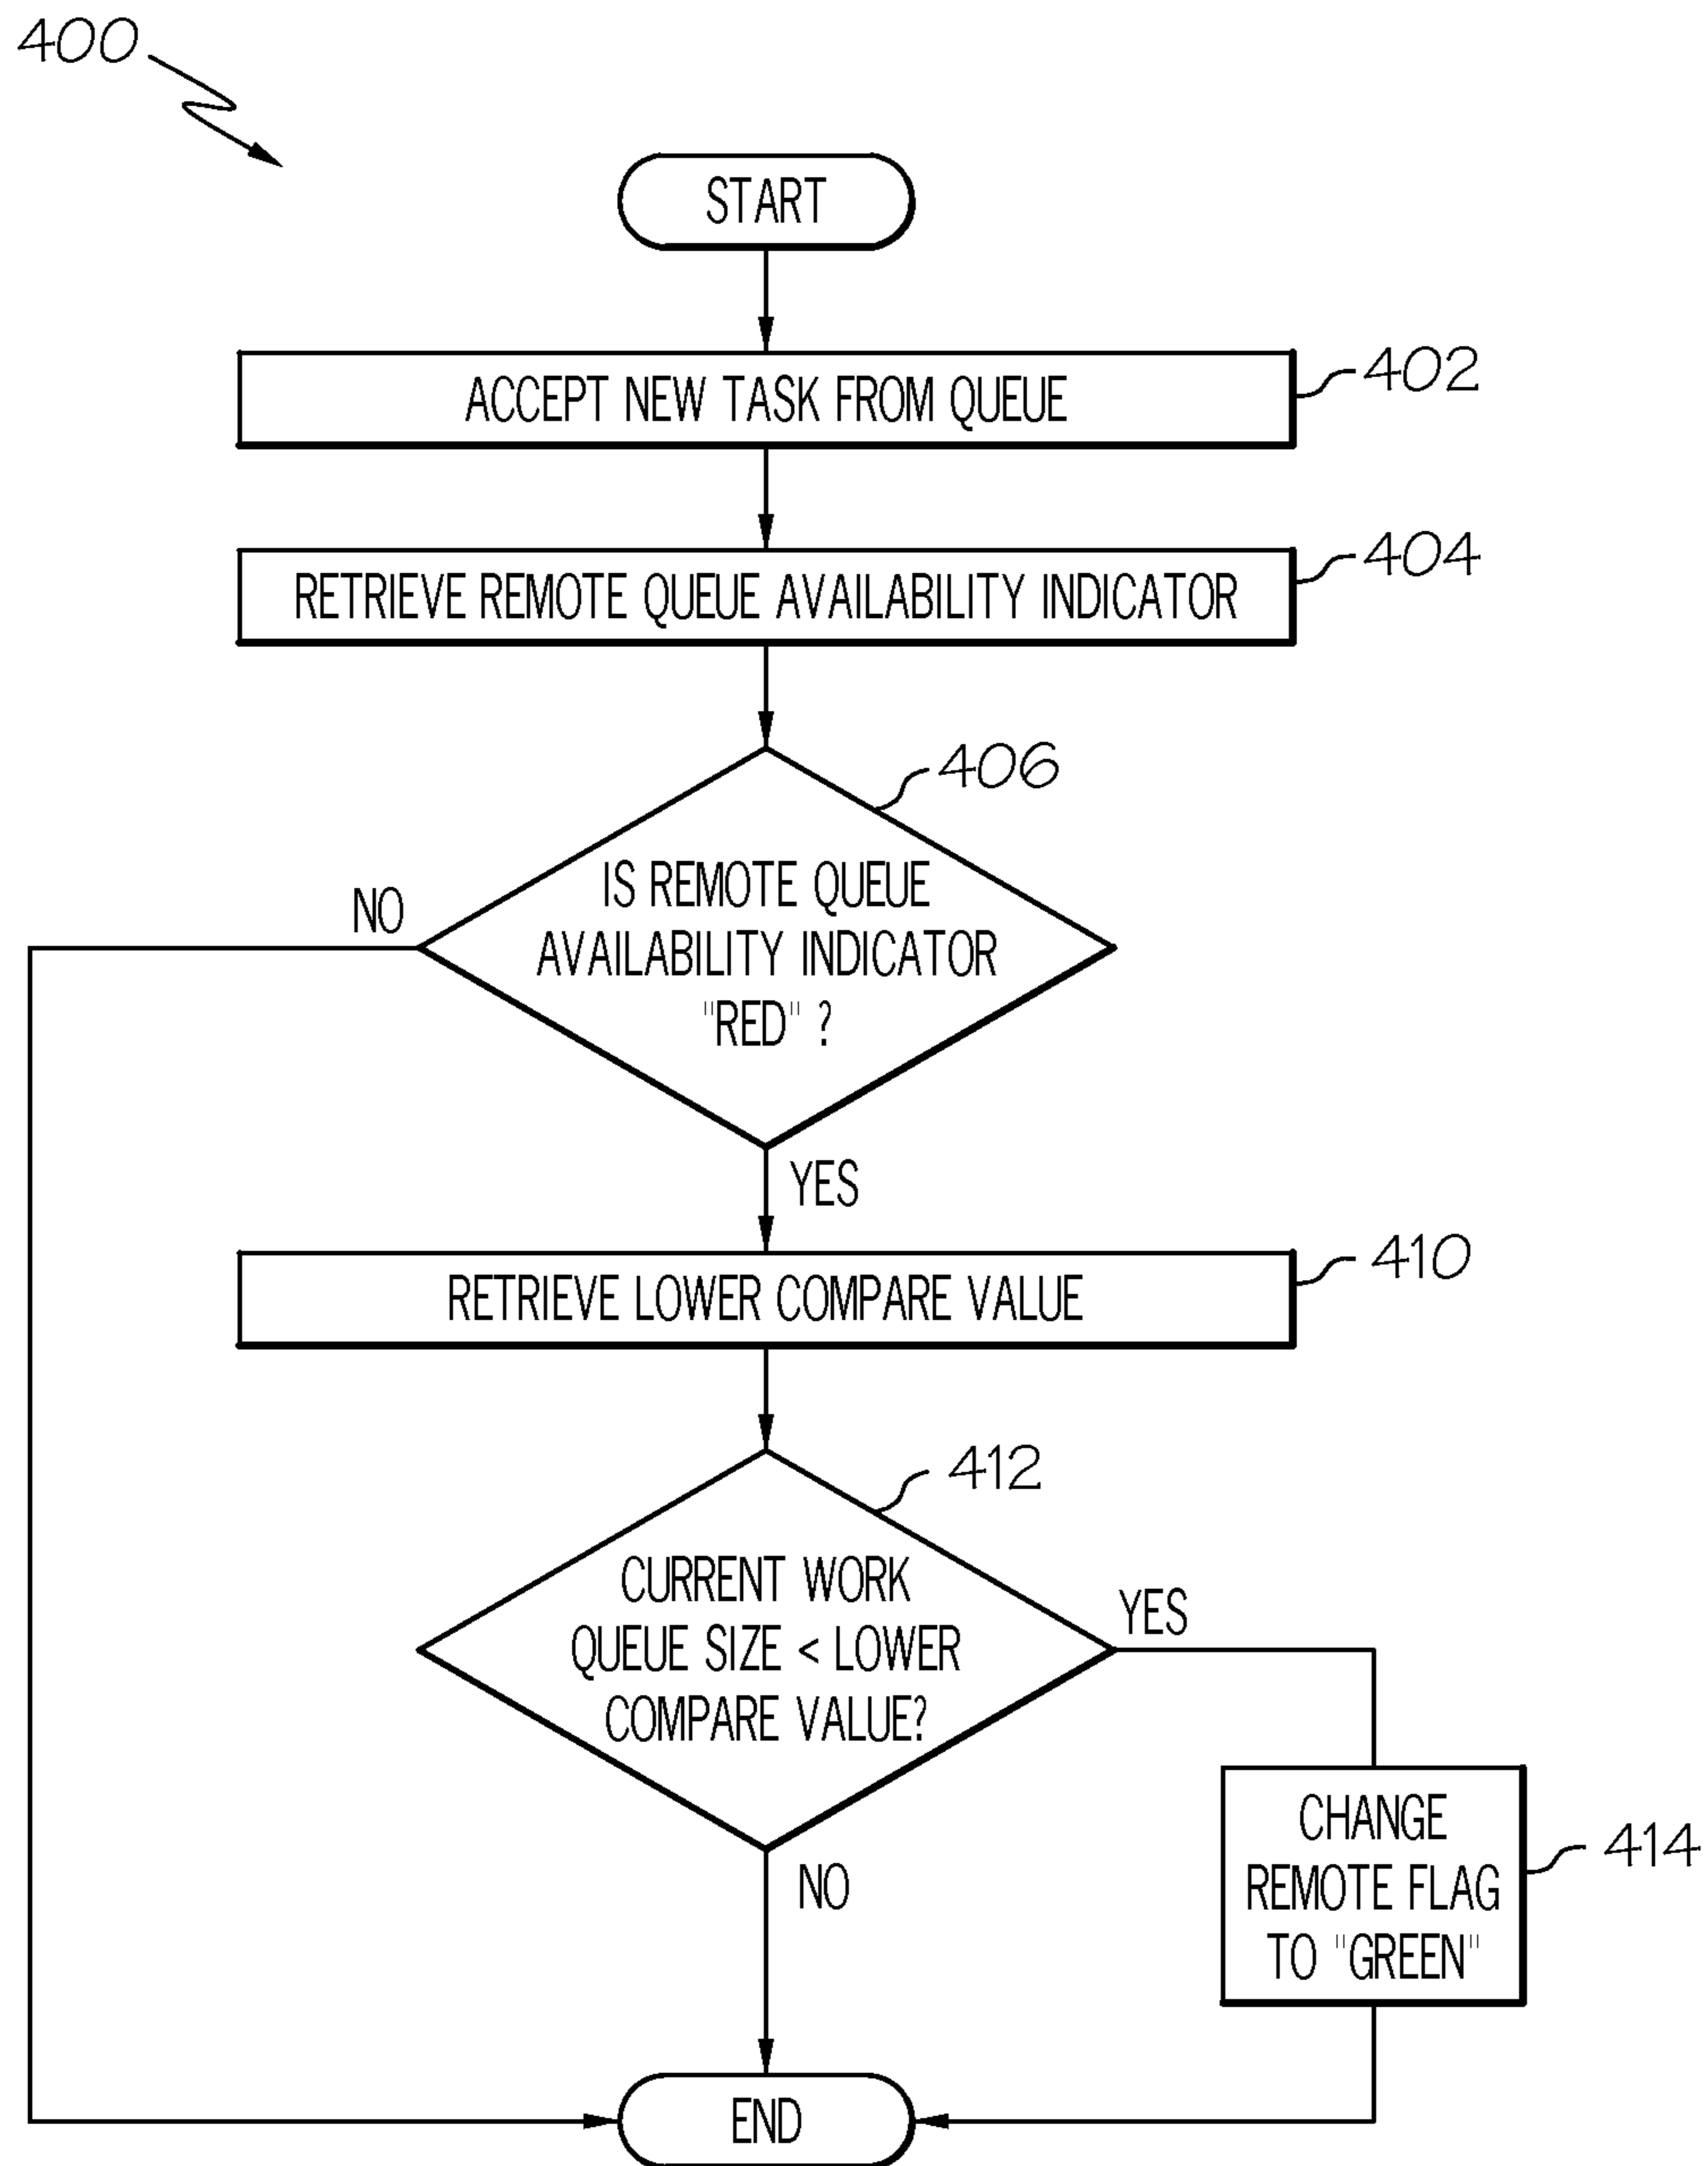 400
START
ACCEPT NEW TASK FROM QUEUE
402
RETRIEVE REMOTE QUEUE AVAILABILITY INDICATOR
404
406
IS REMOTE QUEUE
AVAILABILITY INDICATOR
"RED" ?
NO
YES
RETRIEVE LOWER COMPARE VALUE
410
412
CURRENT WORK
QUEUE SIZE < LOWER
COMPARE VALUE?
YES
NO
CHANGE
REMOTE FLAG
TO "GREEN"
414
END